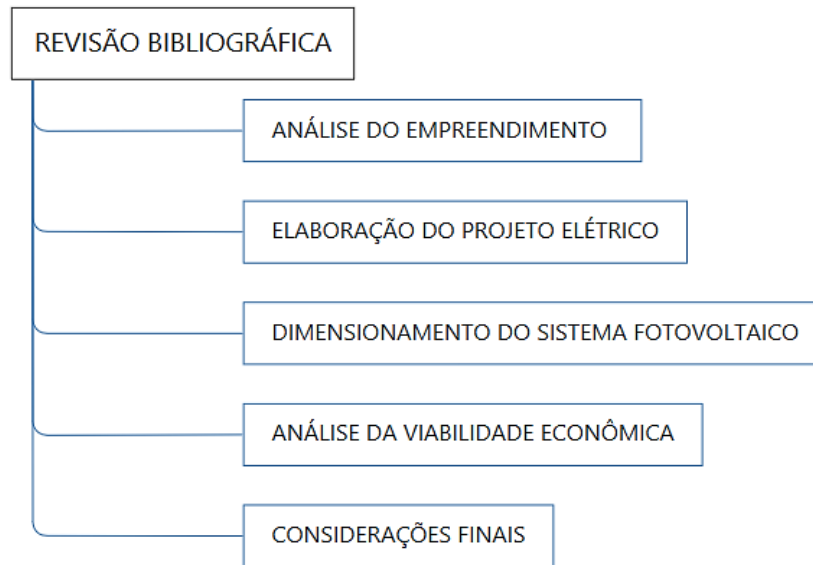 REVISÃO BIBLIOGRÁFICA
ANÁLISE DO EMPREENDIMENTO
ELABORAÇÃO DO PROJETO ELÉTRICO
DIMENSIONAMENTO DO SISTEMA FOTOVOLTAICO
ANÁLISE DA VIABILIDADE ECONÔMICA
CONSIDERAÇÕES FINAIS